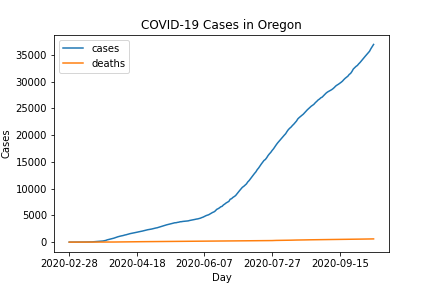 COVID-19 Cases in Oregon
cases
deaths
35000
30000
25000
20000
15000
10000
5000
0
Cases
2020-02-28 2020-04-18 2020-06-07 2020-07-27 2020-09-15
Day